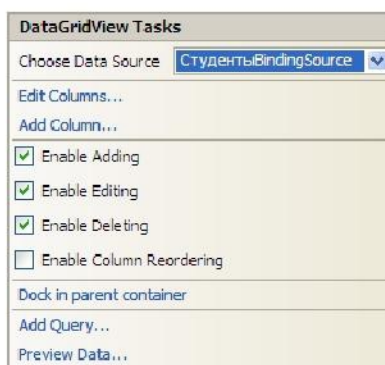 DataGridView Tasks
Choose Data Source СтудентыBindingSource
Edit Columns...
Add Column...
Enable Adding
Enable Editing
Enable Deleting
Enable Column Reordering
Dock in parent container
Add Query...
Preview Data...